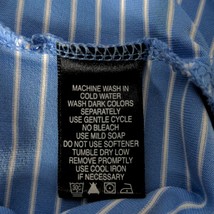 MACHINE WASH IN
COLD WATER
WASH DARK COLORS
SEPARATELY
USE GENTLE CYCLE
NO BLEACH
USE MILD SOAP
DO NOT USE SOFTENER
TUMBLE DRY LOW
REMOVE PROMPTLY
USE COOL IRON
IF NECESSARY
30